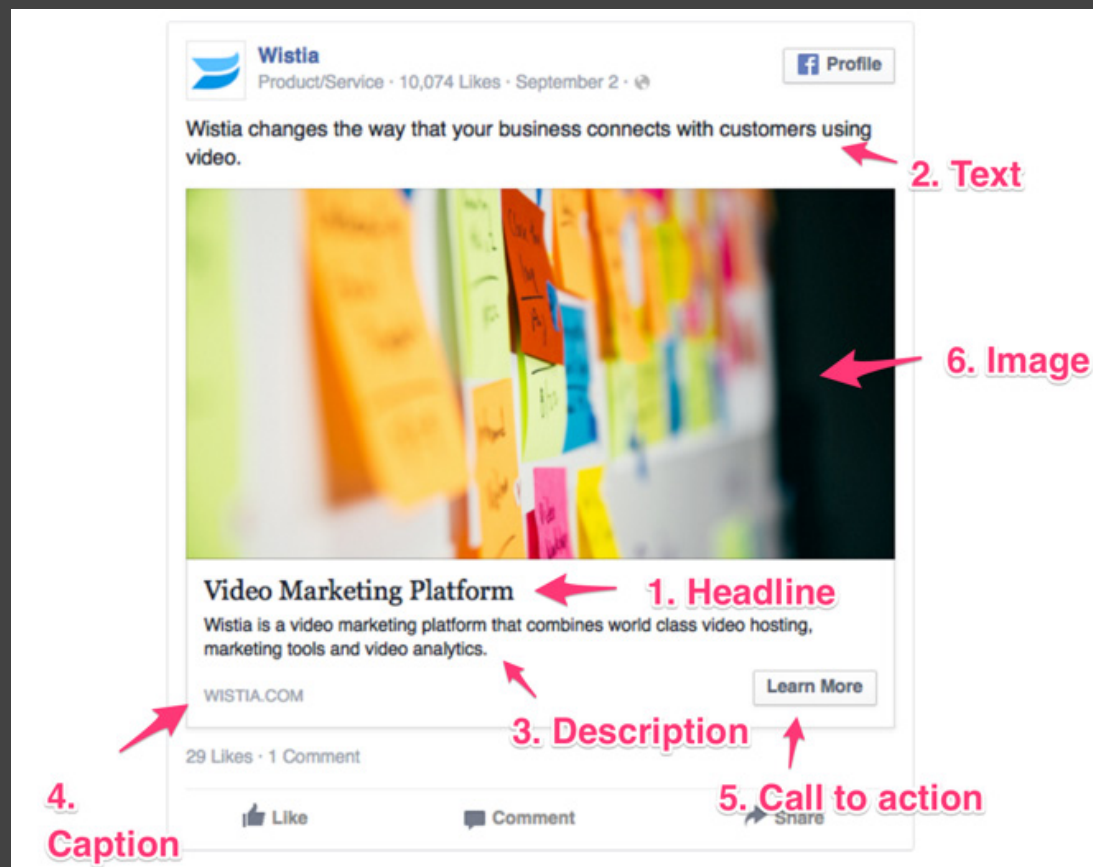 Wistia
Product/Service · 10,074 Likes · September 2 ·
Profile
Wistia changes the way that your business connects with customers using
video.
2. Text
6. Image
Video Marketing Platform
1. Headline
Wistia is a video marketing platform that combines world class video hosting,
marketing tools and video analytics.
WISTIA.COM
Learn More
3. Description
29 Likes · 1 Comment
4.
Caption
5. Call to action
Like
Comment
Share